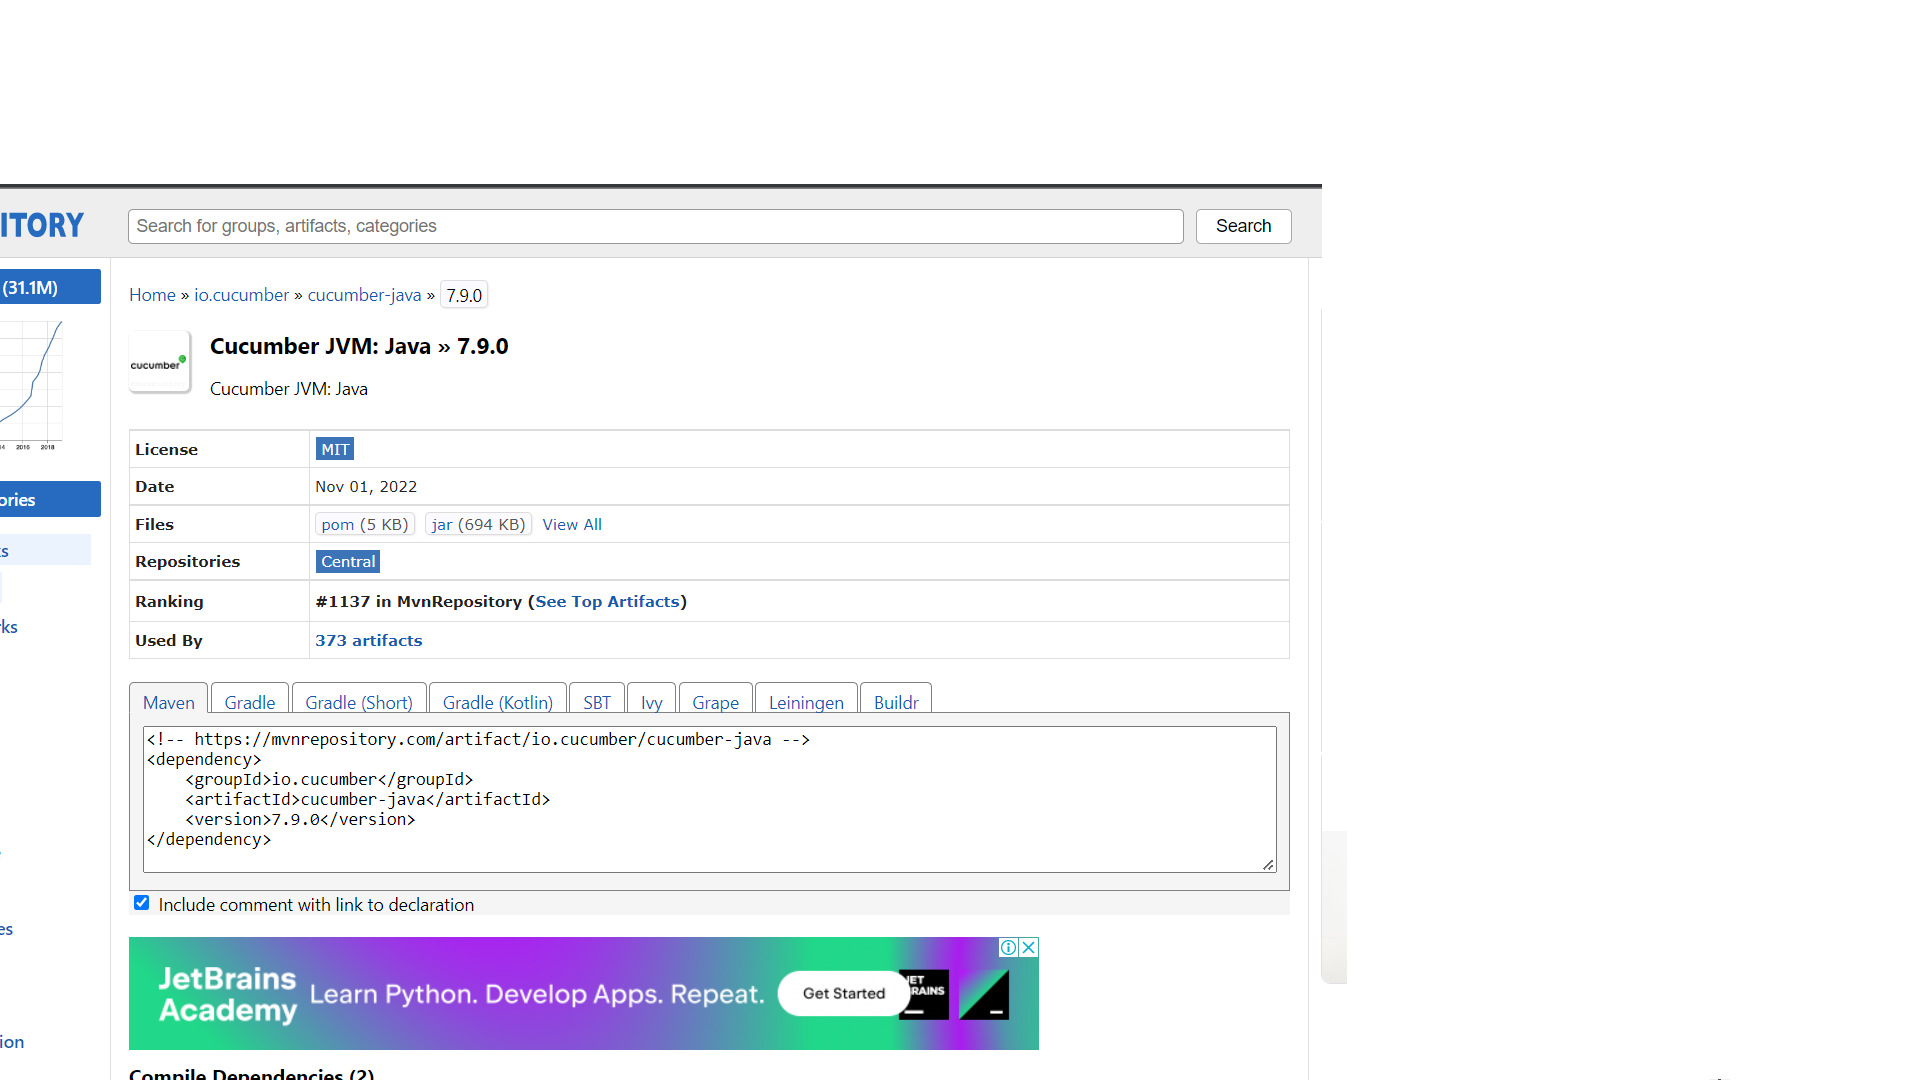 ITORY
Search for groups, artifacts, categories
Search
(31.1M)
Home » io.cucumber » cucumber-java » 7.9.0
cucumber
Cucumber JVM: Java » 7.9.0
Cucumber JVM: Java
2016 2018
License MIT
Date Nov 01, 2022
ories
Files pom (5 KB) jar (694 KB) View All
Repositories Central
Ranking #1137 in MvnRepository (See Top Artifacts)
rks
Used By 373 artifacts
Maven Gradle Gradle (Short) Gradle (Kotlin) SBT Ivy Grape Leiningen Buildr
<!-- https://mvnrepository.com/artifact/io.cucumber/cucumber-java -->
<dependency>
    <groupId>io.cucumber</groupId>
    <artifactId>cucumber-java</artifactId>
    <version>7.9.0</version>
</dependency>
Include comment with link to declaration
es
JetBrains
Academy
Learn Python. Develop Apps. Repeat.
Get Started
JET
BRAINS
ion
Compile Dependencies (2)